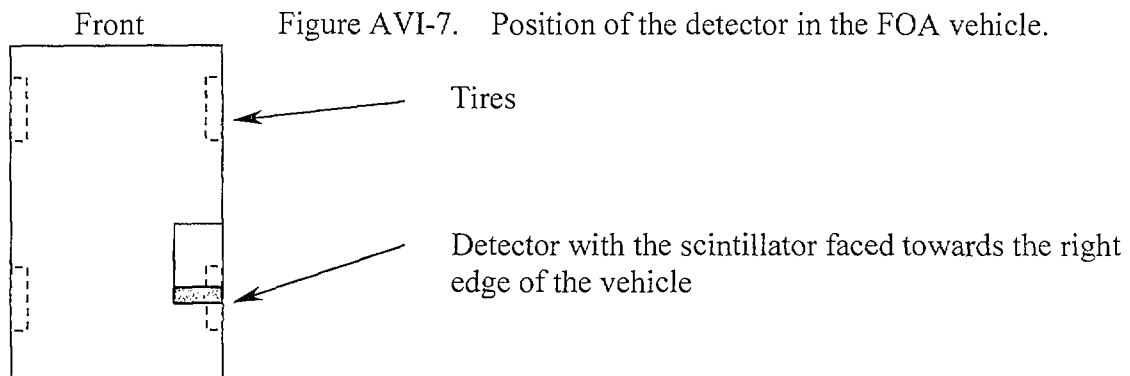 Front
Figure AVI-7. Position of the detector in the FOA vehicle.
Tires
Detector with the scintillator faced towards the right
edge of the vehicle